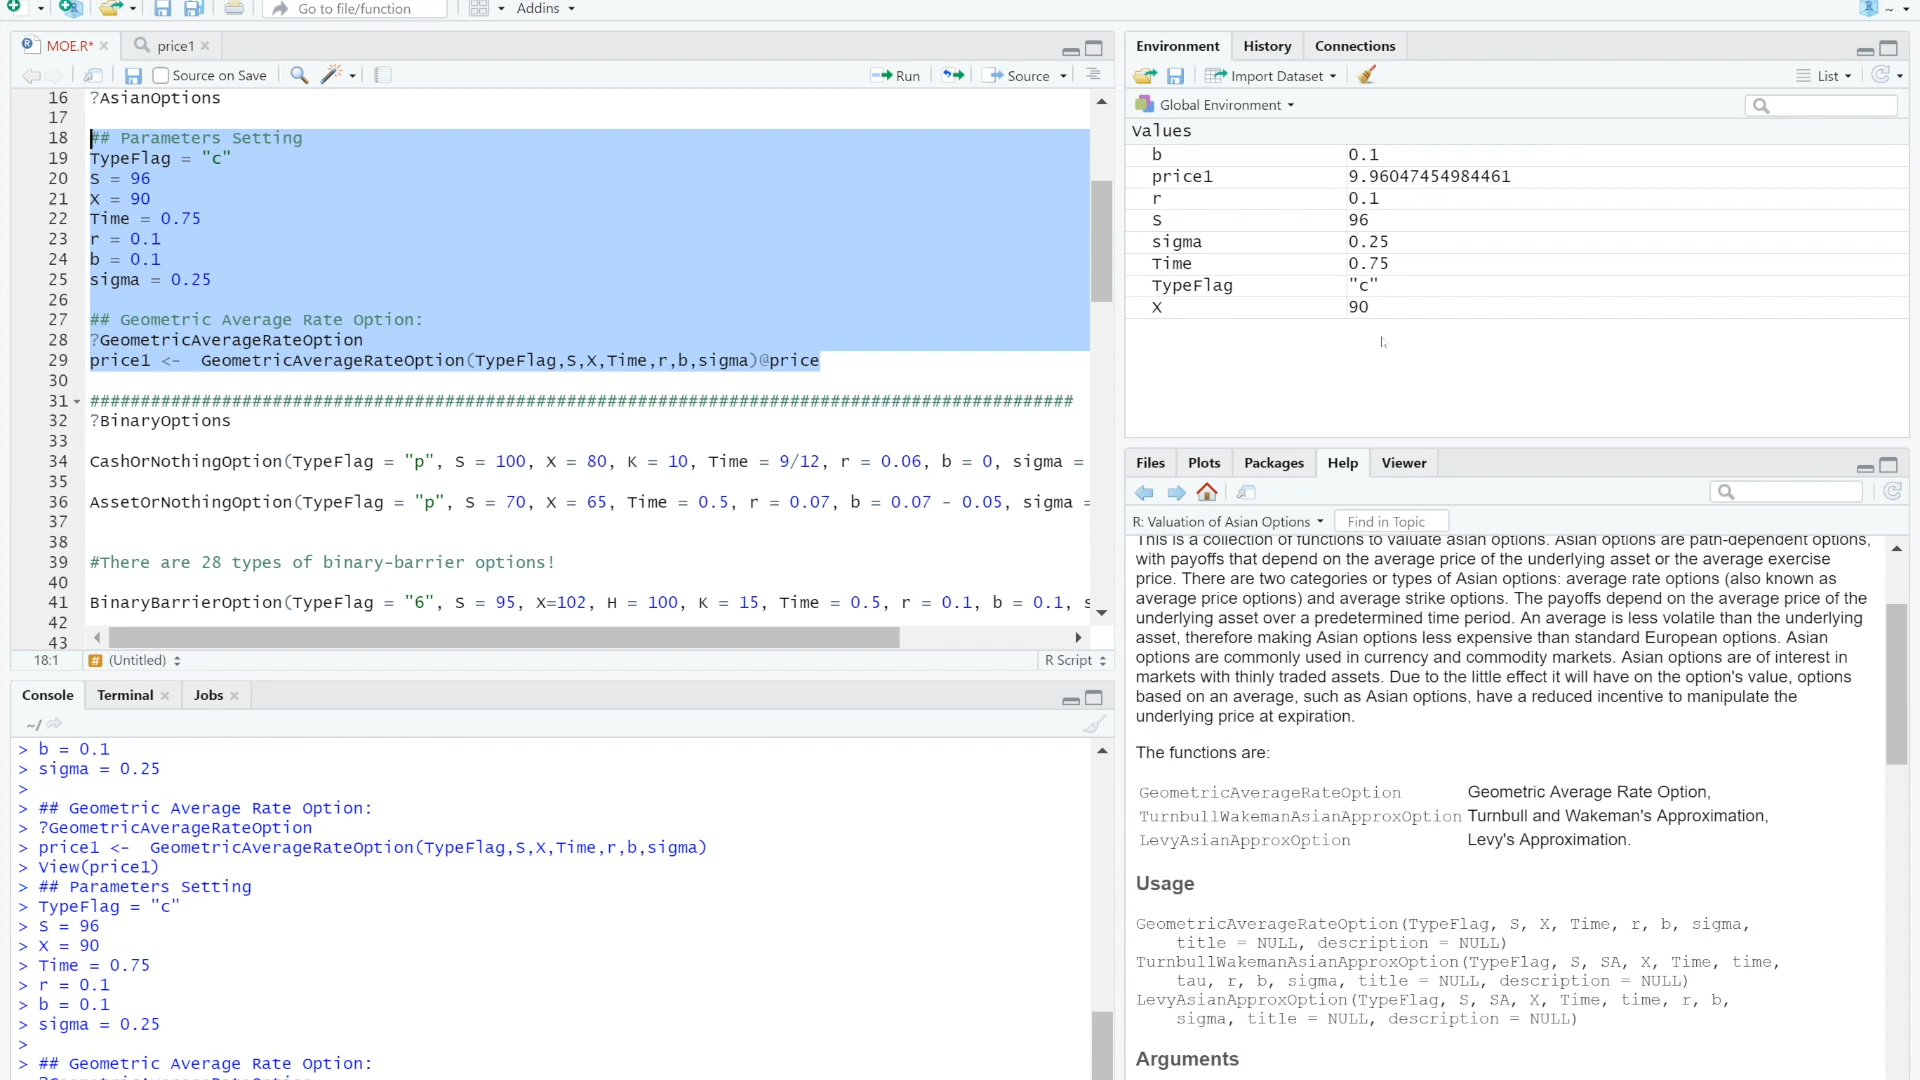 Go to file/function
Addins
~
MOE.R*
price1
Source on Save
Run
Source
16 ?AsianOptions
17
18 ## Parameters Setting
19 TypeFlag = "c"
20 S = 96
21 X = 90
22 Time = 0.75
23 r = 0.1
24 b = 0.1
25 sigma = 0.25
26
27 ## Geometric Average Rate Option:
28 ?GeometricAverageRateOption
29 price1 <-  GeometricAverageRateOption(TypeFlag,S,X,Time,r,b,sigma)@price
30
31 #################################################################################################
32 ?BinaryOptions
33
34 CashOrNothingOption(TypeFlag = "p", S = 100, X = 80, K = 10, Time = 9/12, r = 0.06, b = 0, sigma =
35
36 AssetOrNothingOption(TypeFlag = "p", S = 70, X = 65, Time = 0.5, r = 0.07, b = 0.07 - 0.05, sigma =
37
38
39 #There are 28 types of binary-barrier options!
40
41 BinaryBarrierOption(TypeFlag = "6", S = 95, X=102, H = 100, K = 15, Time = 0.5, r = 0.1, b = 0.1, s
42
43
18:1
# (Untitled)
R Script
Console
Terminal
Jobs
~/
> b = 0.1
> sigma = 0.25
>
> ## Geometric Average Rate Option:
> ?GeometricAverageRateOption
> price1 <-  GeometricAverageRateOption(TypeFlag,S,X,Time,r,b,sigma)
> View(price1)
> ## Parameters Setting
> TypeFlag = "c"
> S = 96
> X = 90
> Time = 0.75
> r = 0.1
> b = 0.1
> sigma = 0.25
>
> ## Geometric Average Rate Option:
Environment
History
Connections
Import Dataset
List
Global Environment
Values
b 0.1
price1 9.96047454984461
r 0.1
S 96
sigma 0.25
Time 0.75
TypeFlag "c"
X 90
Files
Plots
Packages
Help
Viewer
R: Valuation of Asian Options
Find in Topic
This is a collection of functions to valuate asian options. Asian options are path-dependent options,
with payoffs that depend on the average price of the underlying asset or the average exercise
price. There are two categories or types of Asian options: average rate options (also known as
average price options) and average strike options. The payoffs depend on the average price of the
underlying asset over a predetermined time period. An average is less volatile than the underlying
asset, therefore making Asian options less expensive than standard European options. Asian
options are commonly used in currency and commodity markets. Asian options are of interest in
markets with thinly traded assets. Due to the little effect it will have on the option's value, options
based on an average, such as Asian options, have a reduced incentive to manipulate the
underlying price at expiration.
The functions are:
GeometricAverageRateOption Geometric Average Rate Option,
TurnbullWakemanAsianApproxOption Turnbull and Wakeman's Approximation,
LevyAsianApproxOption Levy's Approximation.
Usage
GeometricAverageRateOption(TypeFlag, S, X, Time, r, b, sigma,
title = NULL, description = NULL)
TurnbullWakemanAsianApproxOption(TypeFlag, S, SA, X, Time, time,
tau, r, b, sigma, title = NULL, description = NULL)
LevyAsianApproxOption(TypeFlag, S, SA, X, Time, time, r, b,
sigma, title = NULL, description = NULL)
Arguments